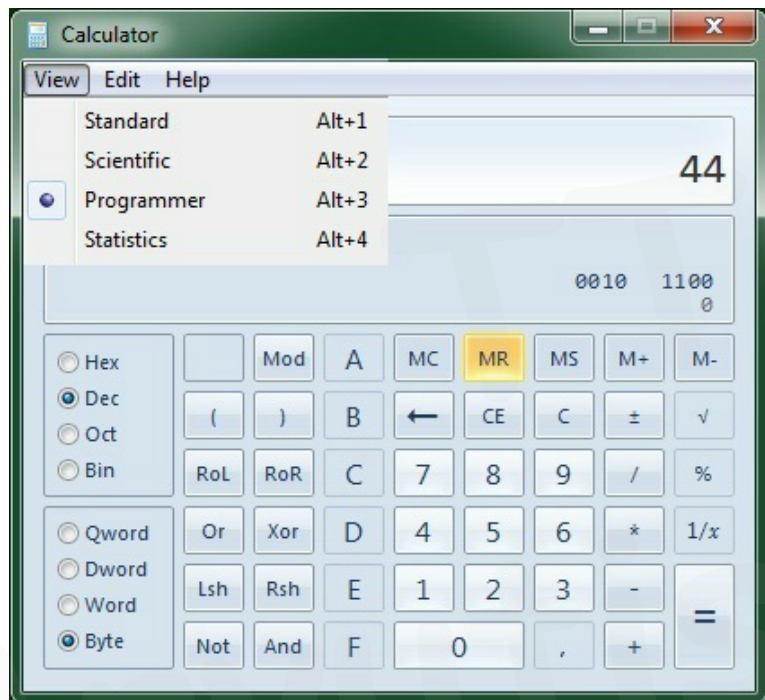 Calculator
View Edit Help
Standard Alt+1
Scientific Alt+2
Programmer Alt+3
Statistics Alt+4
44
0010 1100
0
Hex Mod A MC MR MS M+ M-
Dec ( ) B ← CE C ± √
Oct
Bin RoL RoR C 7 8 9 / %
Qword Or Xor D 4 5 6 * 1/x
Dword
Word Lsh Rsh E 1 2 3 - =
Byte Not And F 0 , +